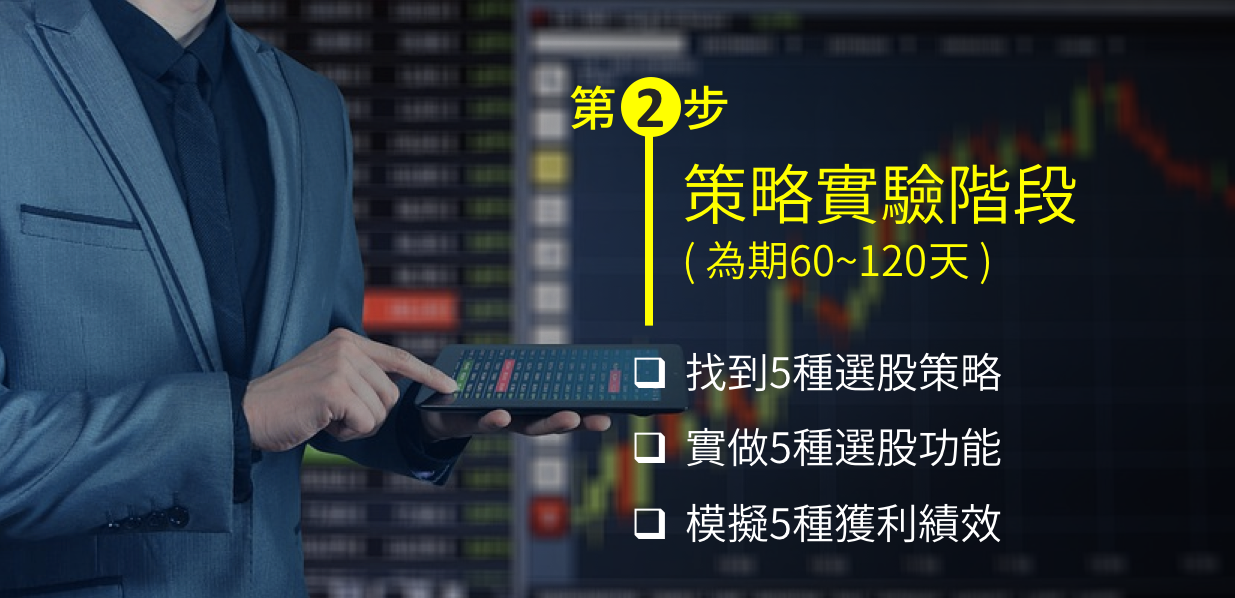 第2步
策略實驗階段
( 為期60~120天 )
❑ 找到5種選股策略
❑ 實做5種選股功能
❑ 模擬5種獲利績效